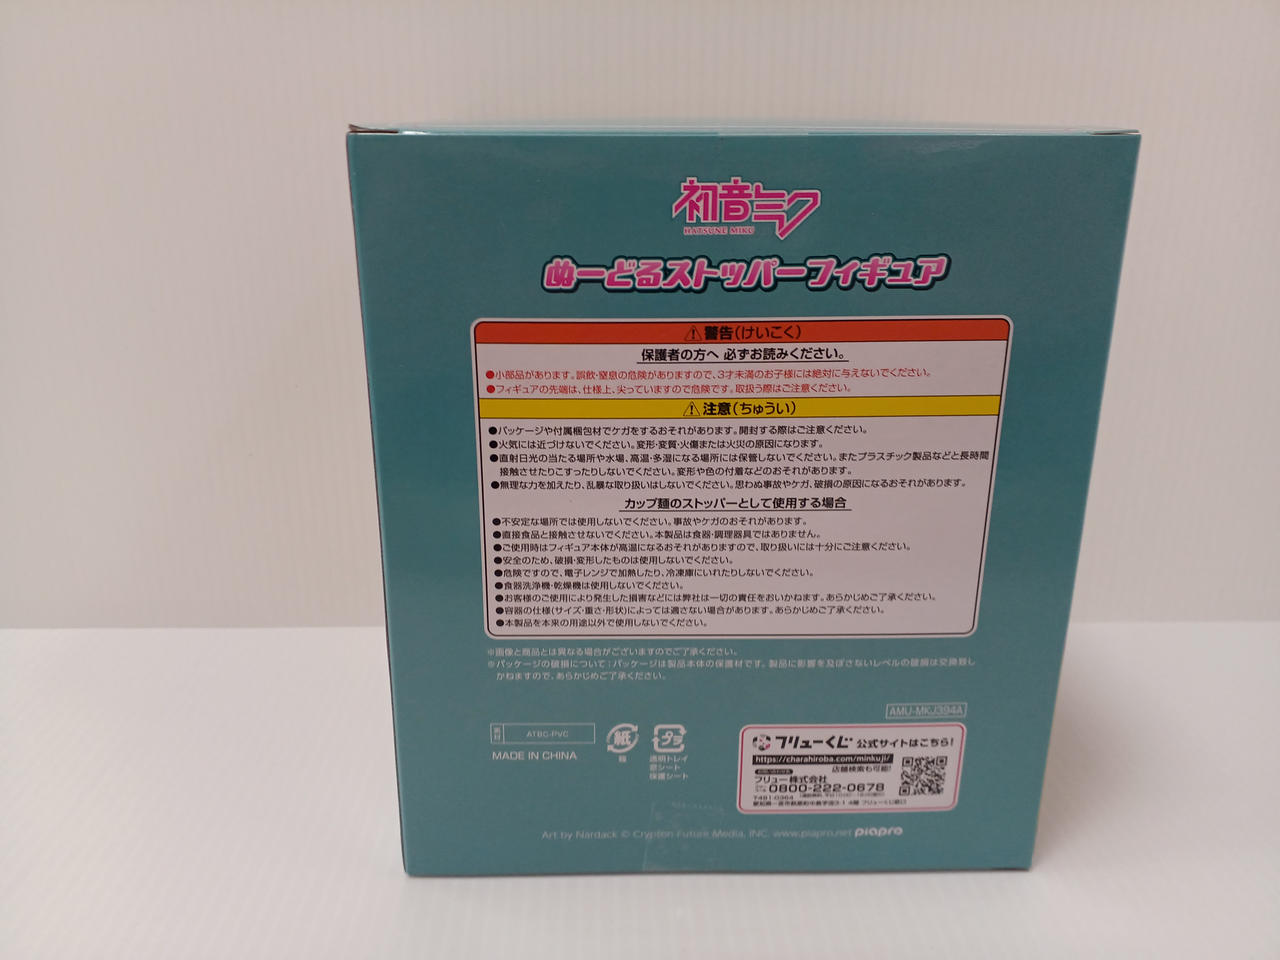 初音ミク
HATSUNE MIKU
ぬーどるストッパーフィギュア
⚠警告(けいこく)
保護者の方へ 必ずお読みください。
●小部品があります。誤飲・窒息の危険がありますので、3才未満のお子様には絶対に与えないでください。
●フィギュアの先端は、仕様上、尖っていますので危険です。取扱う際はご注意ください。
⚠注意(ちゅうい)
●パッケージや付属梱包材でケガをするおそれがあります。開封する際はご注意ください。
●火気には近づけないでください。変形・変質・火傷または火災の原因になります。
●直射日光の当たる場所や水場、高温・多湿になる場所には保管しないでください。またプラスチック製品などと長時間
接触させたりこすったりしないでください。変形や色の付着などのおそれがあります。
●無理な力を加えたり、乱暴な取り扱いはしないでください。思わぬ事故やケガ、破損の原因になるおそれがあります。
カップ麺のストッパーとして使用する場合
●不安定な場所では使用しないでください。事故やケガのおそれがあります。
●直接食品と接触させないでください。本製品は食器・調理器具ではありません。
●ご使用時はフィギュア本体が高温になるおそれがありますので、取り扱いには十分にご注意ください。
●安全のため、破損・変形したものは使用しないでください。
●危険ですので、電子レンジで加熱したり、冷凍庫にいれたりしないでください。
●食器洗浄機・乾燥機は使用しないでください。
●お客様のご使用により発生した損害などには弊社は一切の責任をおいかねます。あらかじめご了承ください。
●容器の仕様(サイズ・重さ・形状)によっては適さない場合があります。あらかじめご了承ください。
●本製品を本来の用途以外で使用しないでください。
※画像と商品とは異なる場合がございますのでご了承ください。
※パッケージの破損について:パッケージは製品本体の保護材です。製品に影響を及ぼさないレベルの破損は交換致し
かねますので、あらかじめご了承ください。
AMU-MKJ394A
素材 ATBC-PVC
MADE IN CHINA
紙
箱
プラ
透明トレイ
窓シート
保護シート
フリューくじ 公式サイトはこちら!
https://charahiroba.com/minkuji/
店舗検索も可能!
フリュー株式会社
0800-222-0678
〒491-0364
Art by Nardack © Crypton Future Media, INC. www.piapro.net piapro